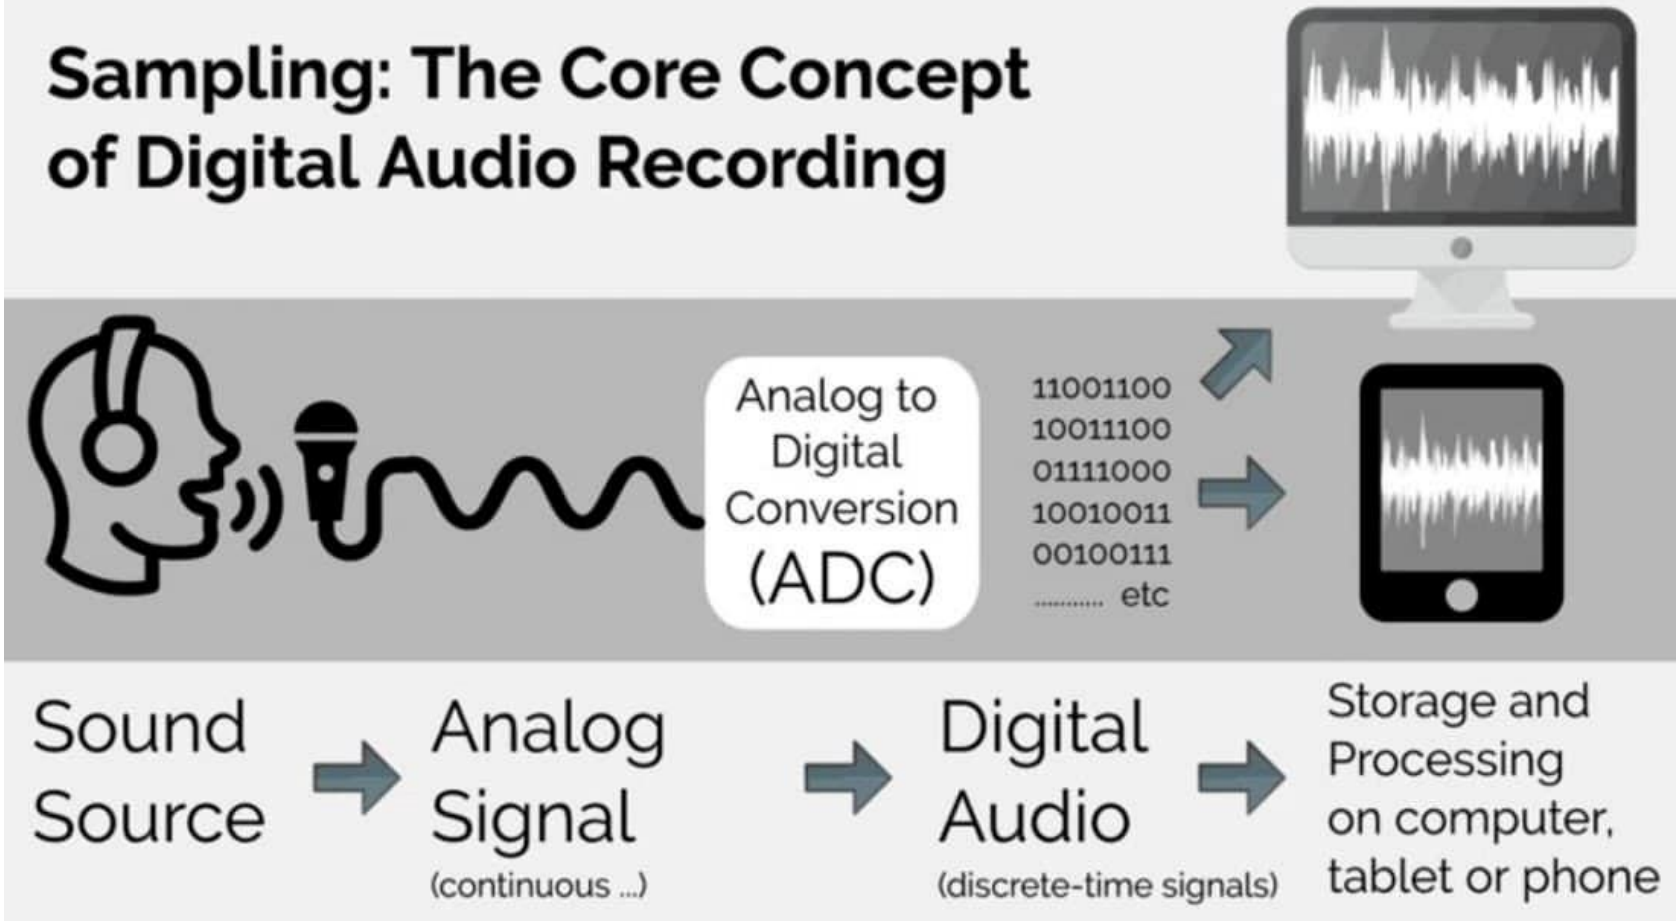 Sampling: The Core Concept
of Digital Audio Recording
Analog to
Digital
Conversion
(ADC)
11001100
10011100
01111000
10010011
00100111
........... etc
Sound
Source
Analog
Signal
(continuous ...)
Digital
Audio
(discrete-time signals)
Storage and
Processing
on computer,
tablet or phone